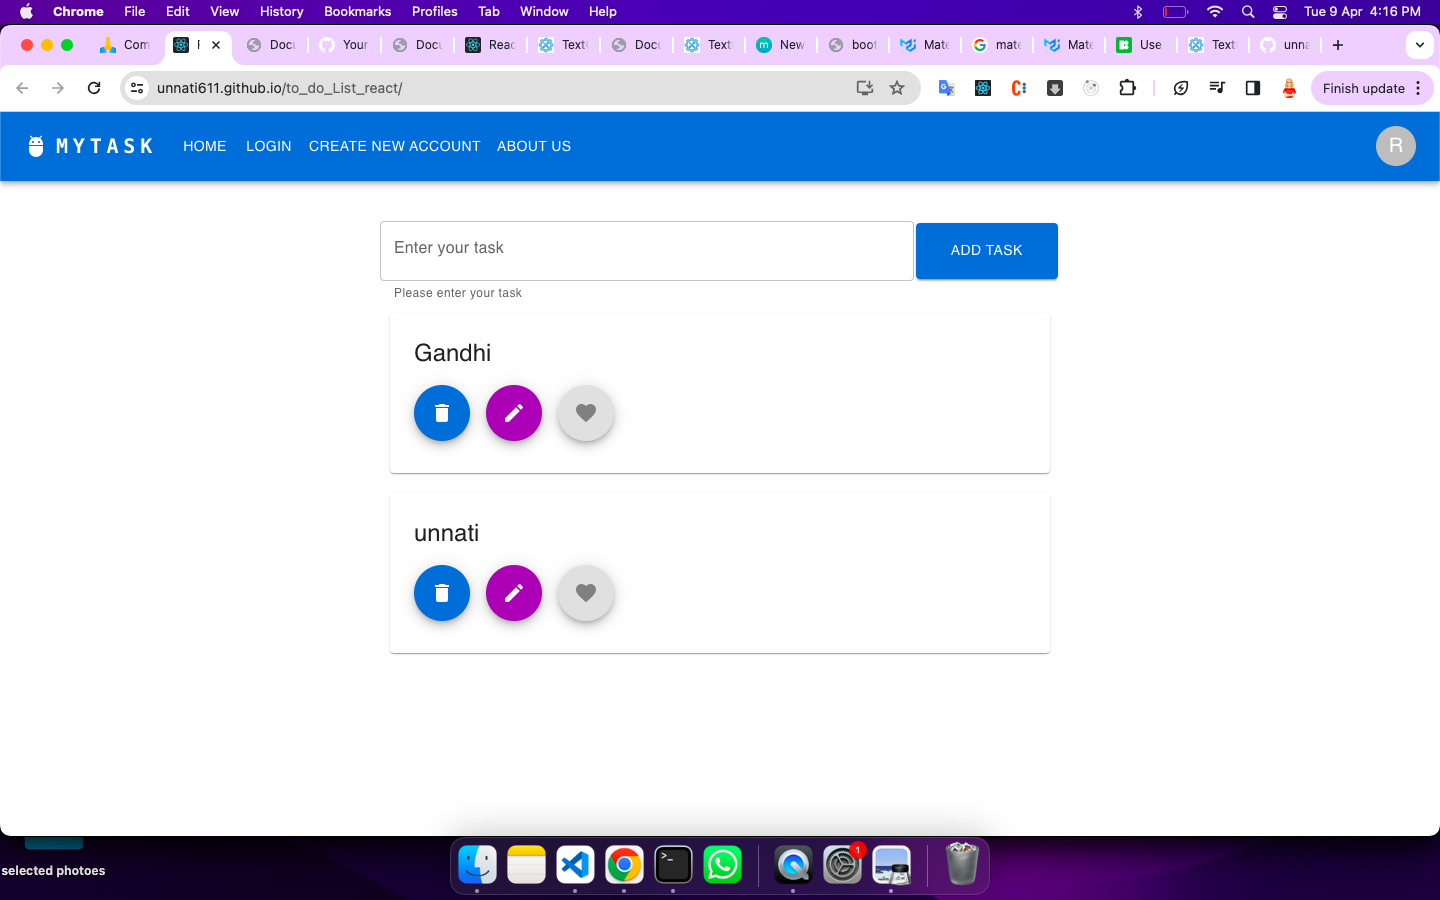 Chrome File Edit View History Bookmarks Profiles Tab Window Help Tue 9 Apr 4:16 PM
Com Docu Your Docu Reac Text Docu Text New boot Mate mate Mate Use Text unna
unnati611.github.io/to_do_List_react/ Finish update
MYTASK HOME LOGIN CREATE NEW ACCOUNT ABOUT US R
Enter your task ADD TASK
Please enter your task
Gandhi
unnati
selected photoes
1